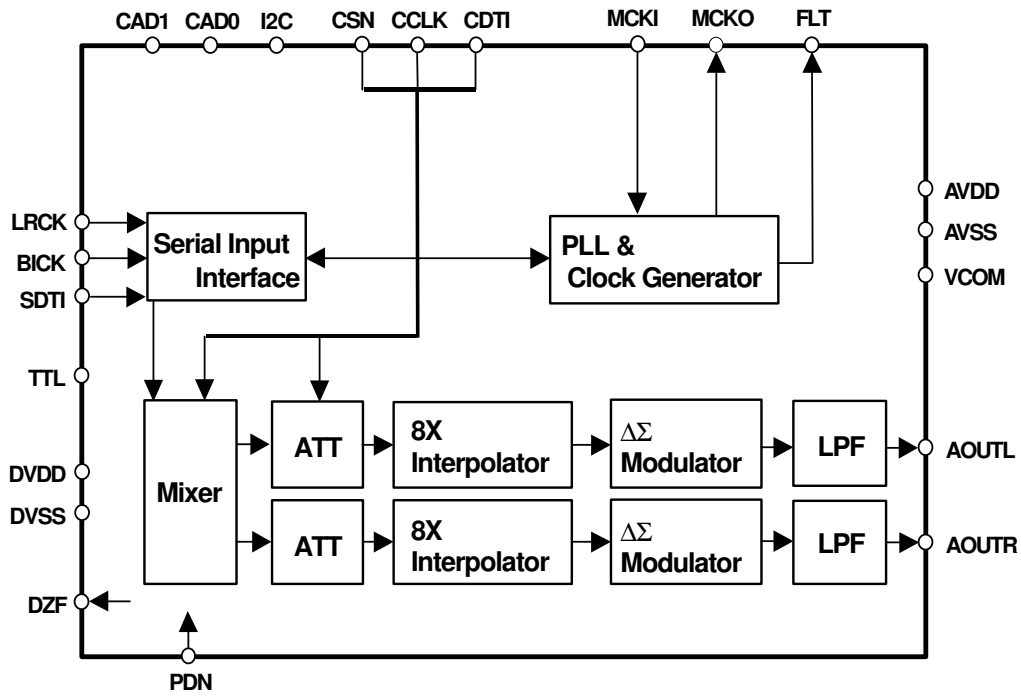 CAD1 CAD0 I2C CSN CCLK CDTI MCKI MCKO FLT
LRCK
BICK
SDTI
TTL
DVDD
DVSS
DZF
PDN
AVDD
AVSS
VCOM
AOUTL
AOUTR
Serial Input
Interface
PLL &
Clock Generator
Mixer
ATT
8X
Interpolator
ΔΣ
Modulator
LPF
ATT
8X
Interpolator
ΔΣ
Modulator
LPF